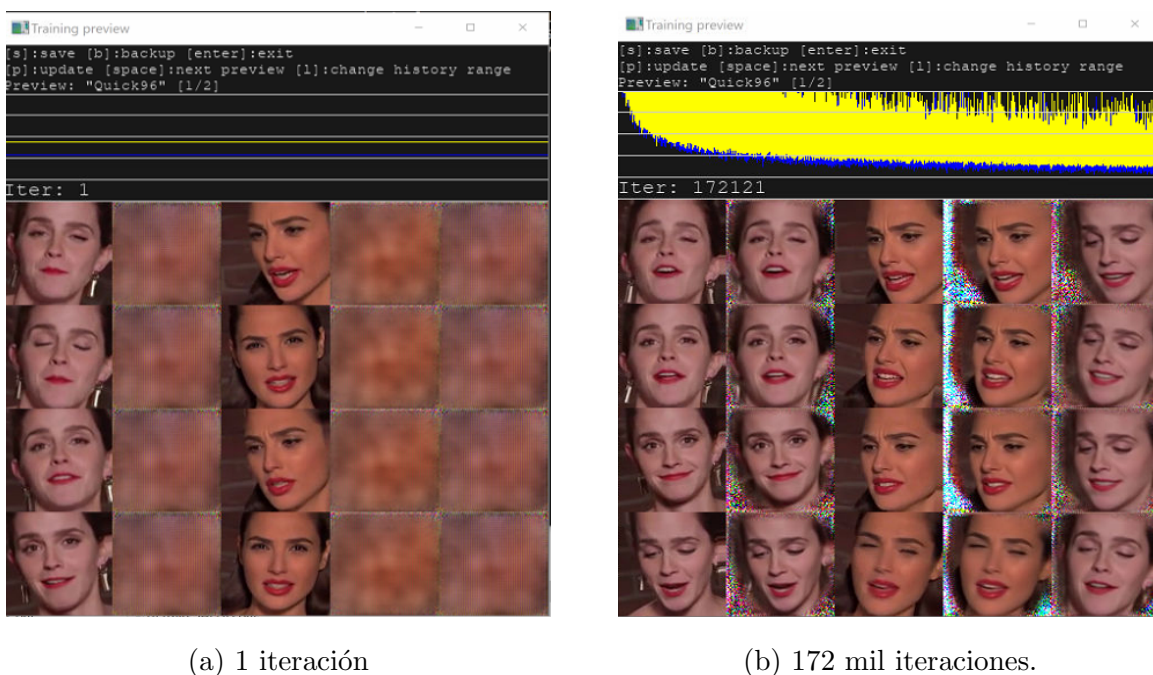 Training preview
[s]:save [b]:backup [enter]:exit
[p]:update [space]:next preview [l]:change history range
Preview: "Quick96" [1/2]
Iter: 1
Training preview
[s]:save [b]:backup [enter]:exit
[p]:update [space]:next preview [l]:change history range
Preview: "Quick96" [1/2]
Iter: 172121
(a) 1 iteración
(b) 172 mil iteraciones.